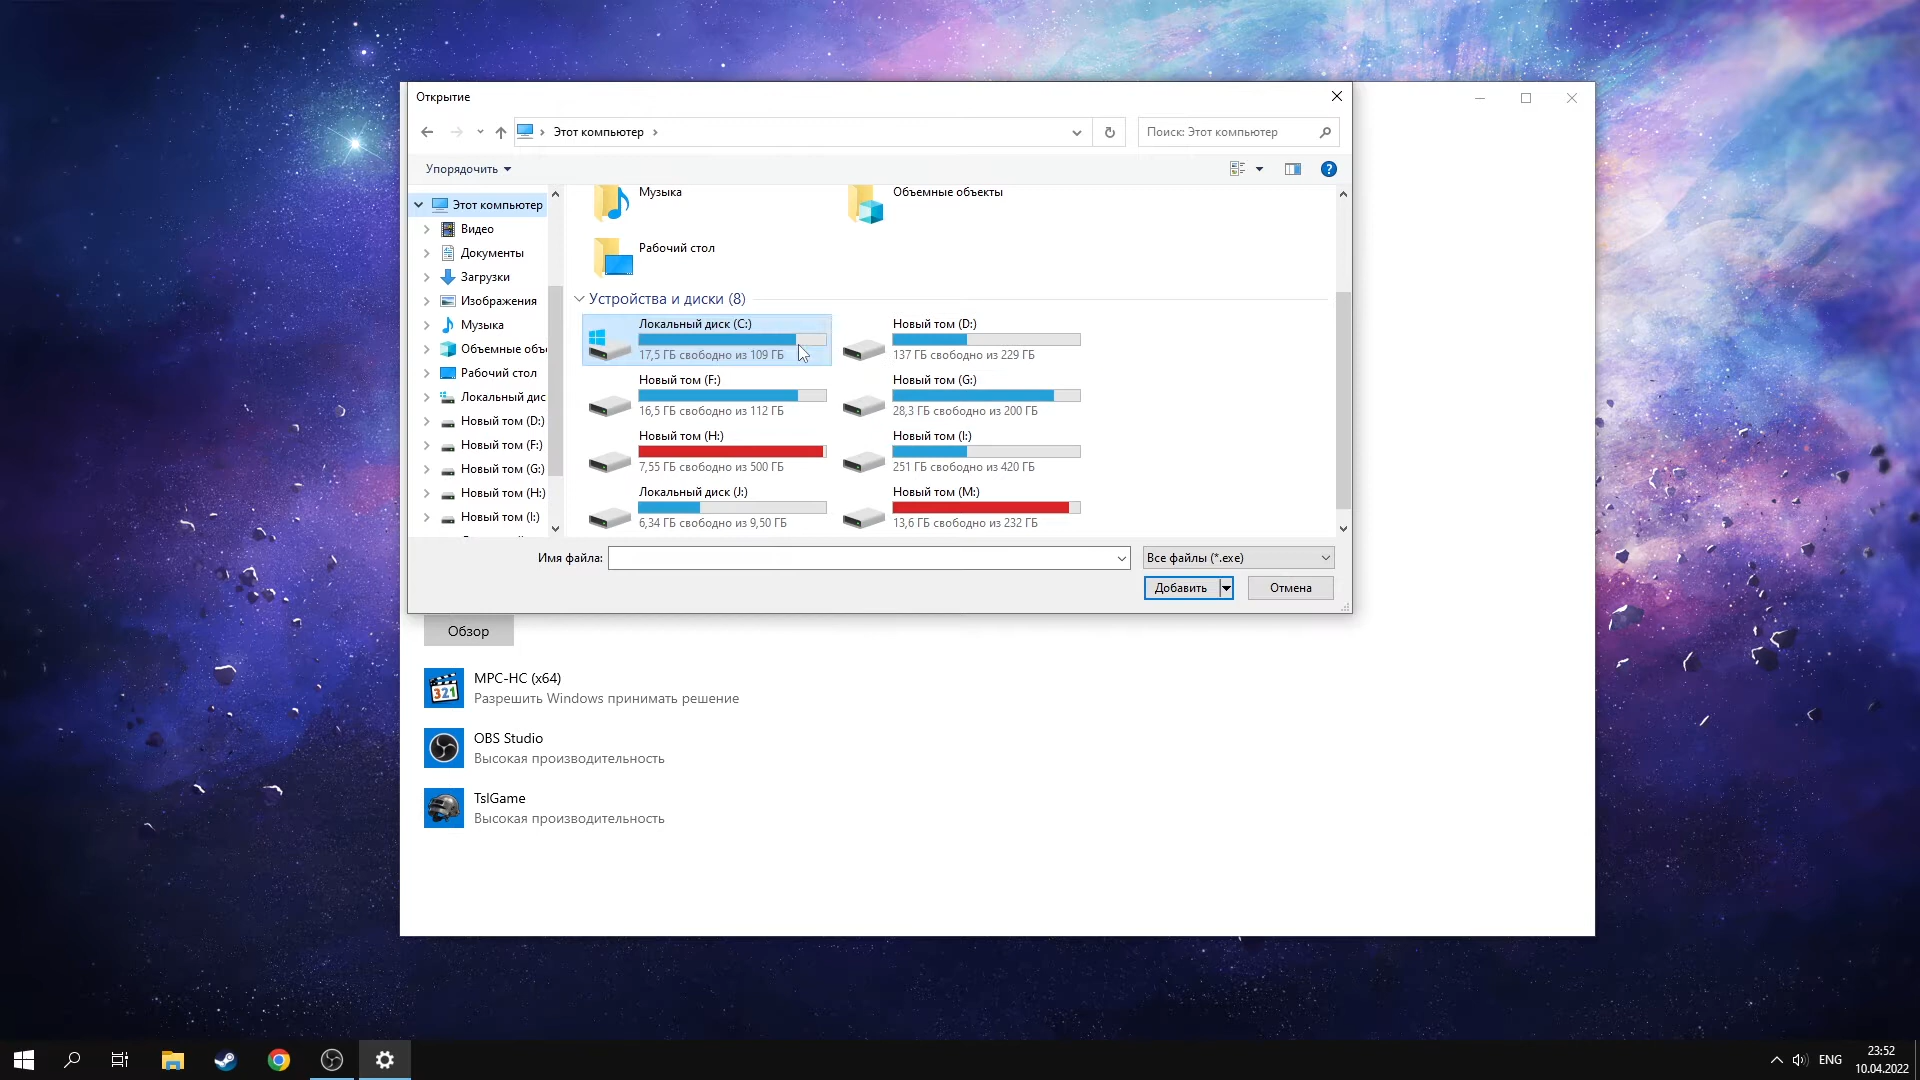 Открытие
Этот компьютер
Поиск: Этот компьютер
Упорядочить
Этот компьютер
Видео
Документы
Загрузки
Изображения
Музыка
Объемные объ
Рабочий стол
Локальный дис
Новый том (D:)
Новый том (F:)
Новый том (G:)
Новый том (H:)
Новый том (I:)
Музыка
Объемные объекты
Рабочий стол
Устройства и диски (8)
Локальный диск (C:)
17,5 ГБ свободно из 109 ГБ
Новый том (D:)
137 ГБ свободно из 229 ГБ
Новый том (F:)
16,5 ГБ свободно из 112 ГБ
Новый том (G:)
28,3 ГБ свободно из 200 ГБ
Новый том (H:)
7,55 ГБ свободно из 500 ГБ
Новый том (I:)
251 ГБ свободно из 420 ГБ
Локальный диск (J:)
6,34 ГБ свободно из 9,50 ГБ
Новый том (M:)
13,6 ГБ свободно из 232 ГБ
Имя файла:
Все файлы (*.exe)
Добавить
Отмена
Обзор
MPC-HC (x64)
Разрешить Windows принимать решение
OBS Studio
Высокая производительность
TslGame
Высокая производительность
ENG
23:52
10.04.2022